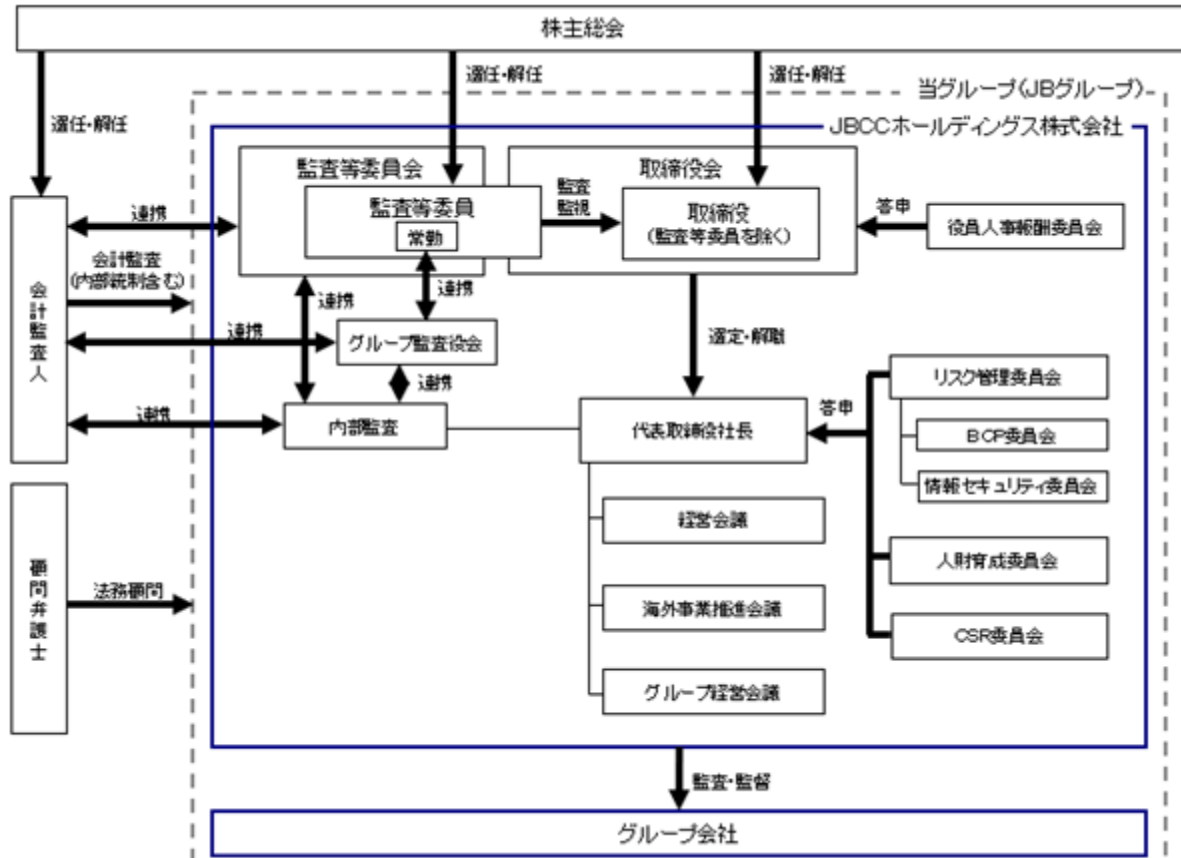 株主総会
選任・解任
選任・解任
選任・解任
当グループ(JBグループ)
JBCCホールディングス株式会社
監査等委員会
監査等委員
常勤
監査
監視
取締役会
取締役
(監査等委員を除く)
答申
役員人事報酬委員会
連携
会計監査
(内部統制含む)
会計監査人
連携
連携
連携
グループ監査役会
連携
選定・解職
連携
内部監査
代表取締役社長
答申
リスク管理委員会
BCP委員会
情報セキュリティ委員会
経営会議
人財育成委員会
顧問弁護士
法務顧問
海外事業推進会議
CSR委員会
グループ経営会議
監査・監督
グループ会社